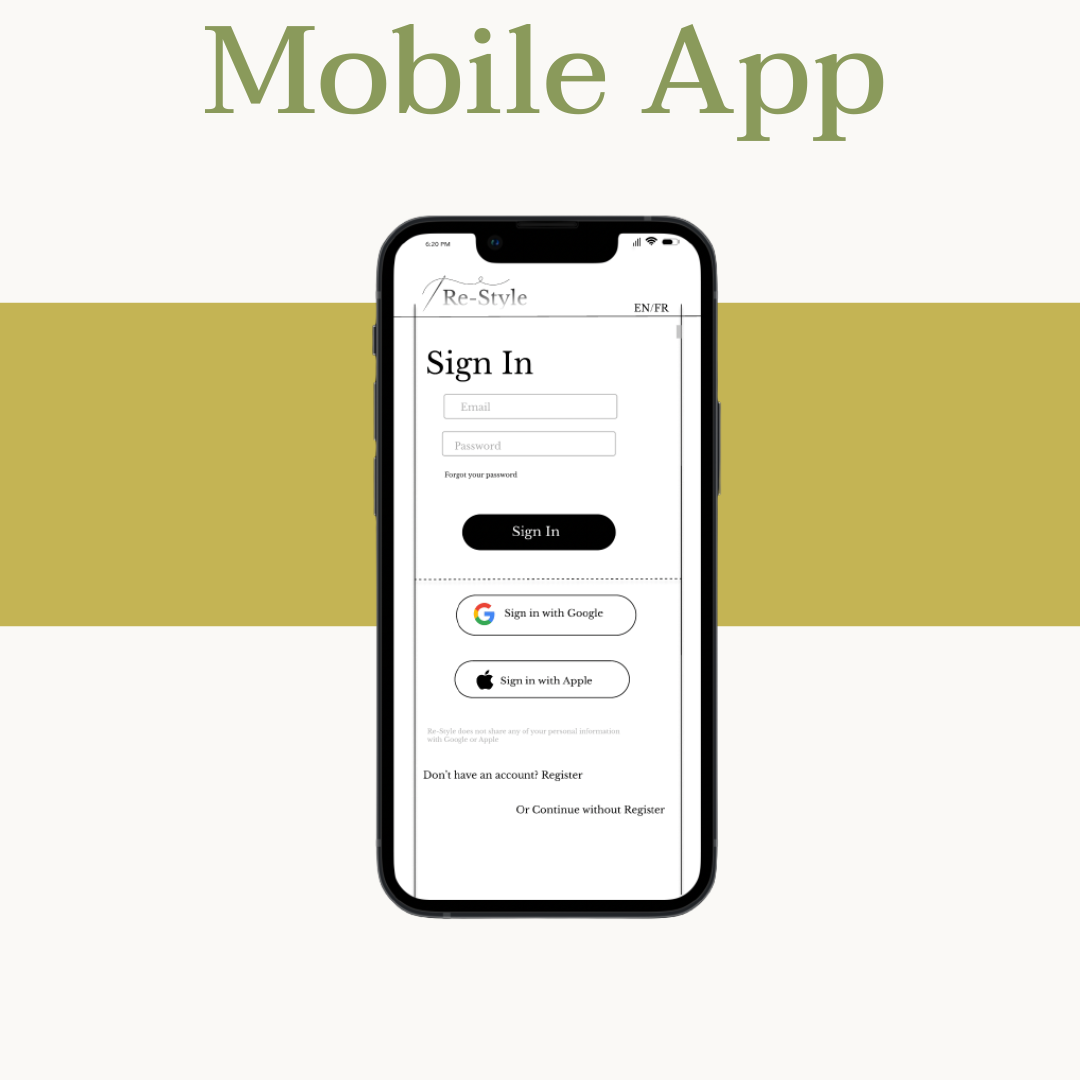 Mobile App
6:20 PM
Re-Style
EN/FR
Sign In
Email
Password
Forgot your password
Sign In
Sign in with Google
Sign in with Apple
Re-Style does not share any of your personal information
with Google or Apple
Don't have an account? Register
Or Continue without Register